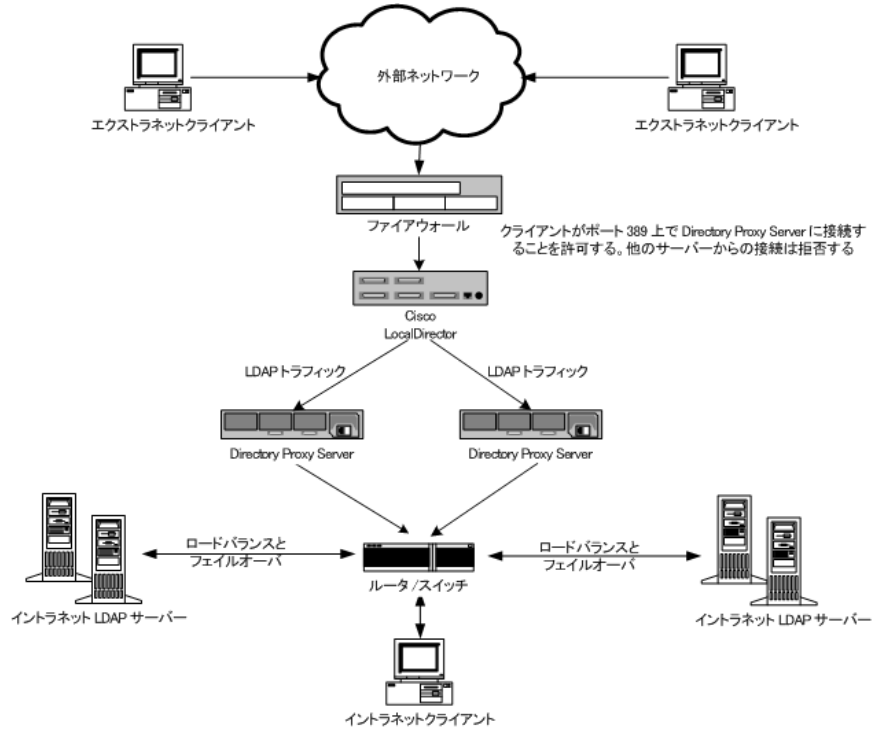 外部ネットワーク
エクストラネットクライアント
エクストラネットクライアント
ファイアウォール
クライアントがポート 389 上で Directory Proxy Server に接続す
ることを許可する。他のサーバーからの接続は拒否する
Cisco
LocalDirector
LDAP トラフィック
LDAP トラフィック
Directory Proxy Server
Directory Proxy Server
ロードバランスと
フェイルオーバ
ロードバランスと
フェイルオーバ
ルータ /スイッチ
イントラネット LDAP サーバー
イントラネット LDAP サーバー
イントラネットクライアント